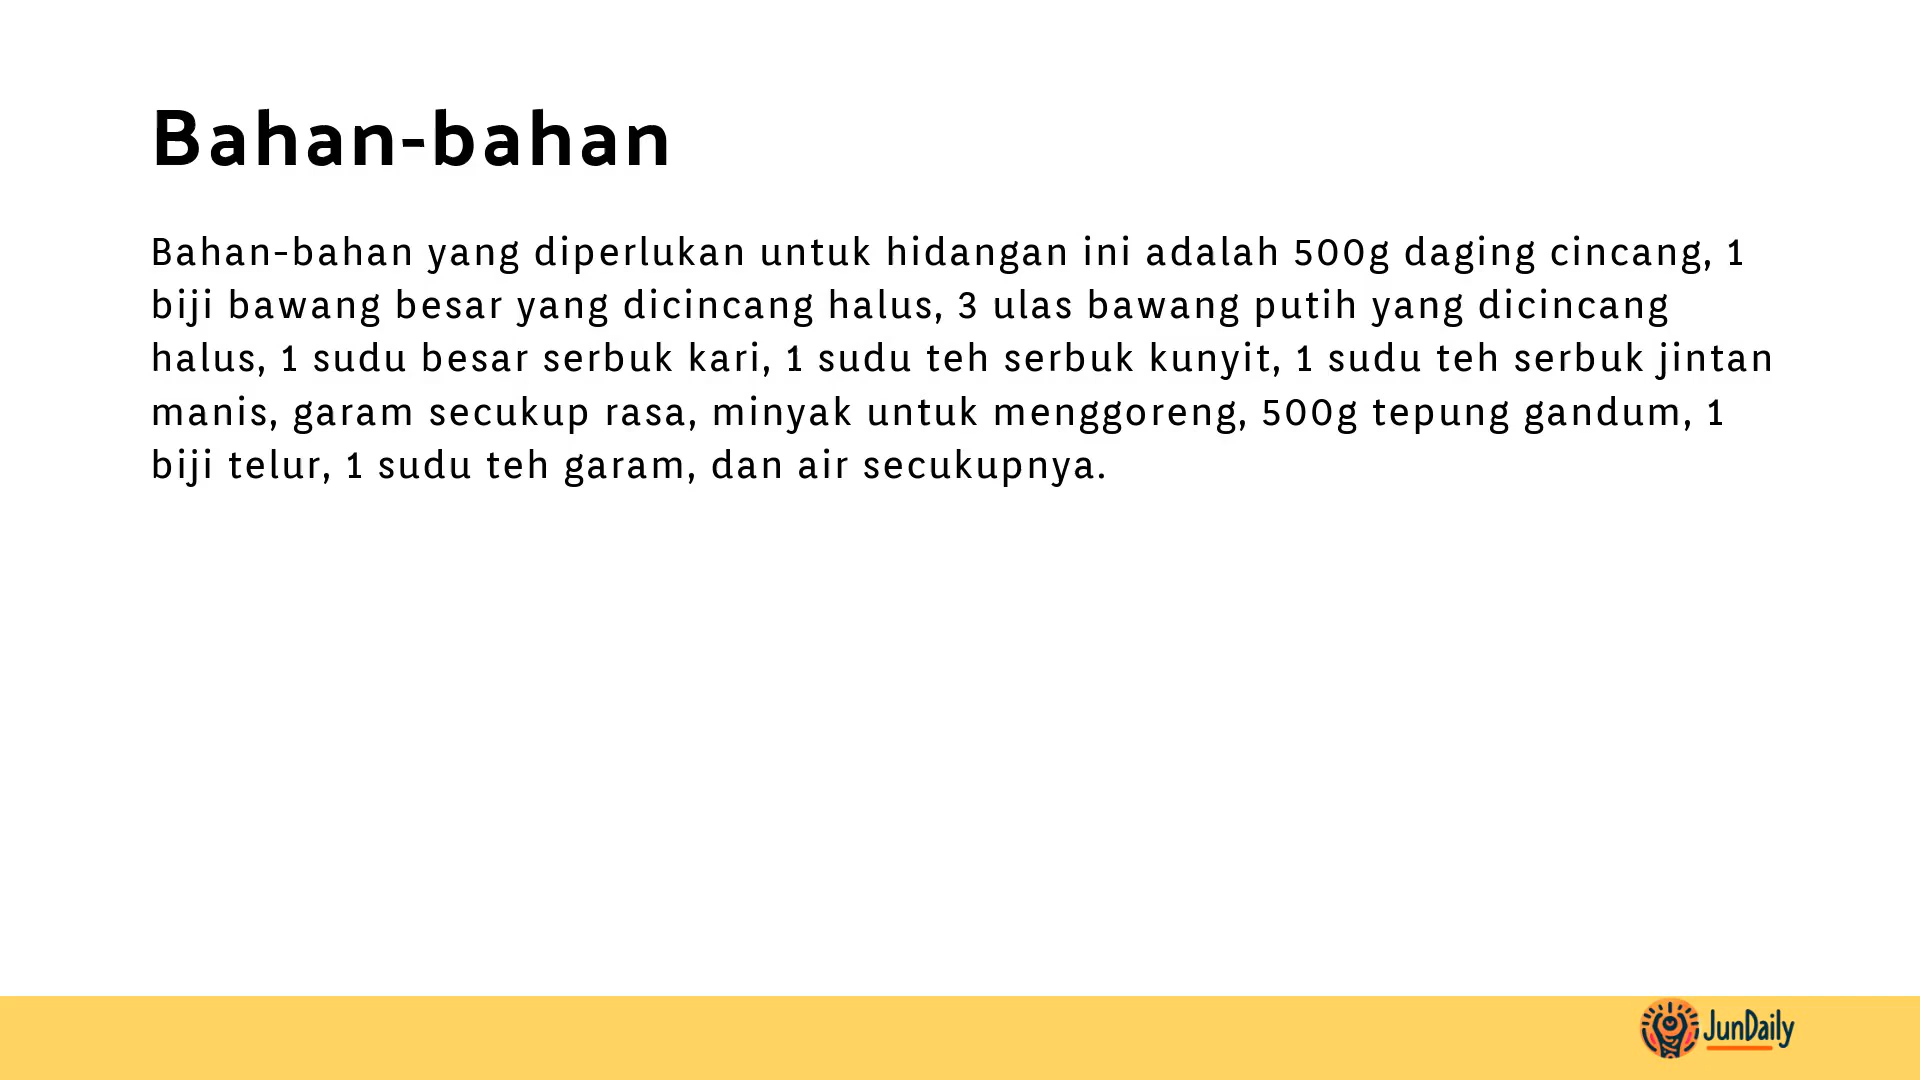 Bahan-bahan
Bahan-bahan yang diperlukan untuk hidangan ini adalah 500g daging cincang, 1
biji bawang besar yang dicincang halus, 3 ulas bawang putih yang dicincang
halus, 1 sudu besar serbuk kari, 1 sudu teh serbuk kunyit, 1 sudu teh serbuk jintan
manis, garam secukup rasa, minyak untuk menggoreng, 500g tepung gandum, 1
biji telur, 1 sudu teh garam, dan air secukupnya.
JunDaily